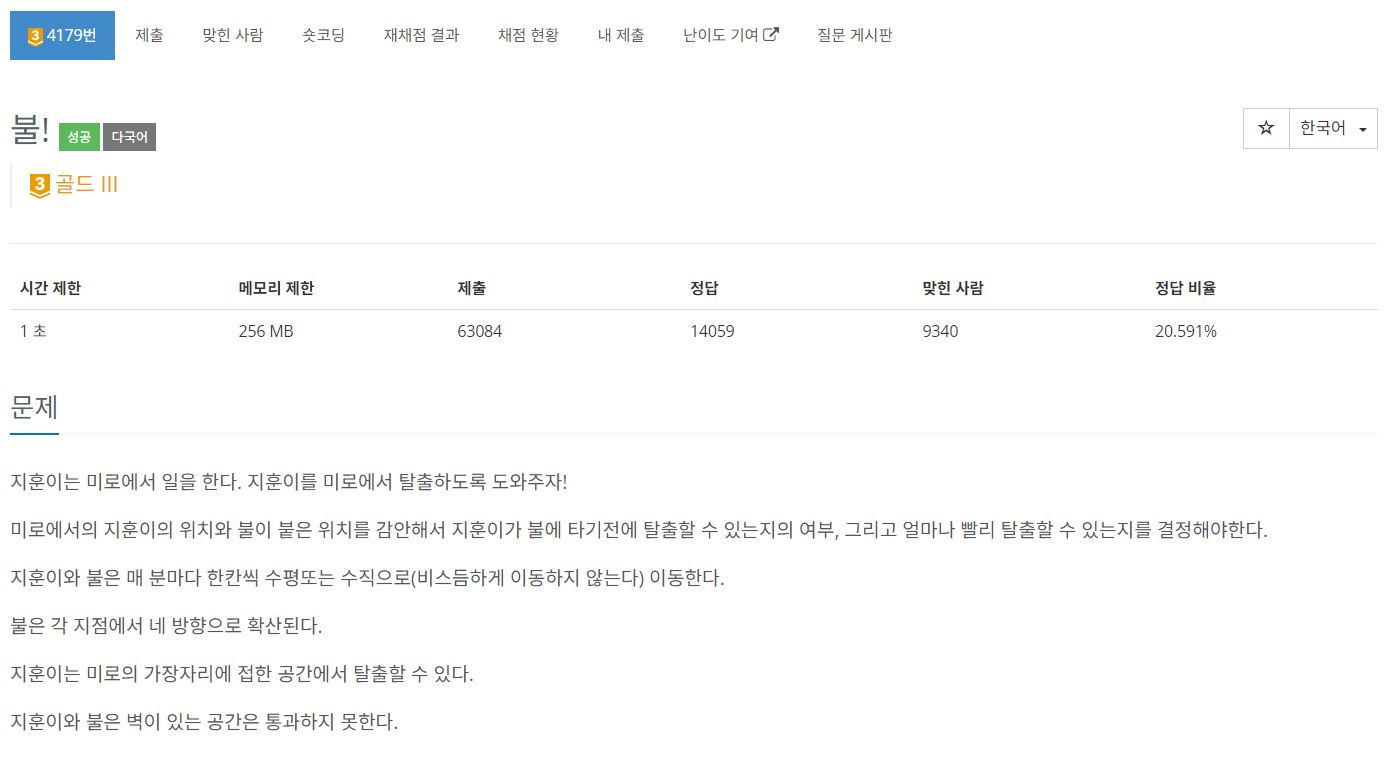 3 4179번 제출 맞힌 사람 숏코딩 재채점 결과 채점 현황 내 제출 난이도 기여 질문 게시판
불! 성공 다국어 한국어
3 골드 III
시간 제한 메모리 제한 제출 정답 맞힌 사람 정답 비율
1 초 256 MB 63084 14059 9340 20.591%
문제
지훈이는 미로에서 일을 한다. 지훈이를 미로에서 탈출하도록 도와주자!
미로에서의 지훈이의 위치와 불이 붙은 위치를 감안해서 지훈이가 불에 타기전에 탈출할 수 있는지의 여부, 그리고 얼마나 빨리 탈출할 수 있는지를 결정해야한다.
지훈이와 불은 매 분마다 한칸씩 수평또는 수직으로(비스듬하게 이동하지 않는다) 이동한다.
불은 각 지점에서 네 방향으로 확산된다.
지훈이는 미로의 가장자리에 접한 공간에서 탈출할 수 있다.
지훈이와 불은 벽이 있는 공간은 통과하지 못한다.